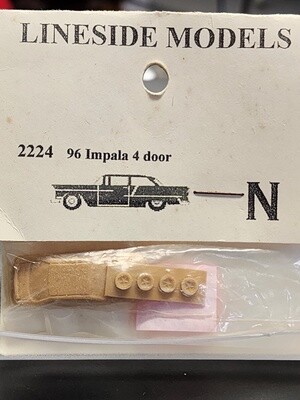 LINESIDE MODELS
2224 96 Impala 4 door
N